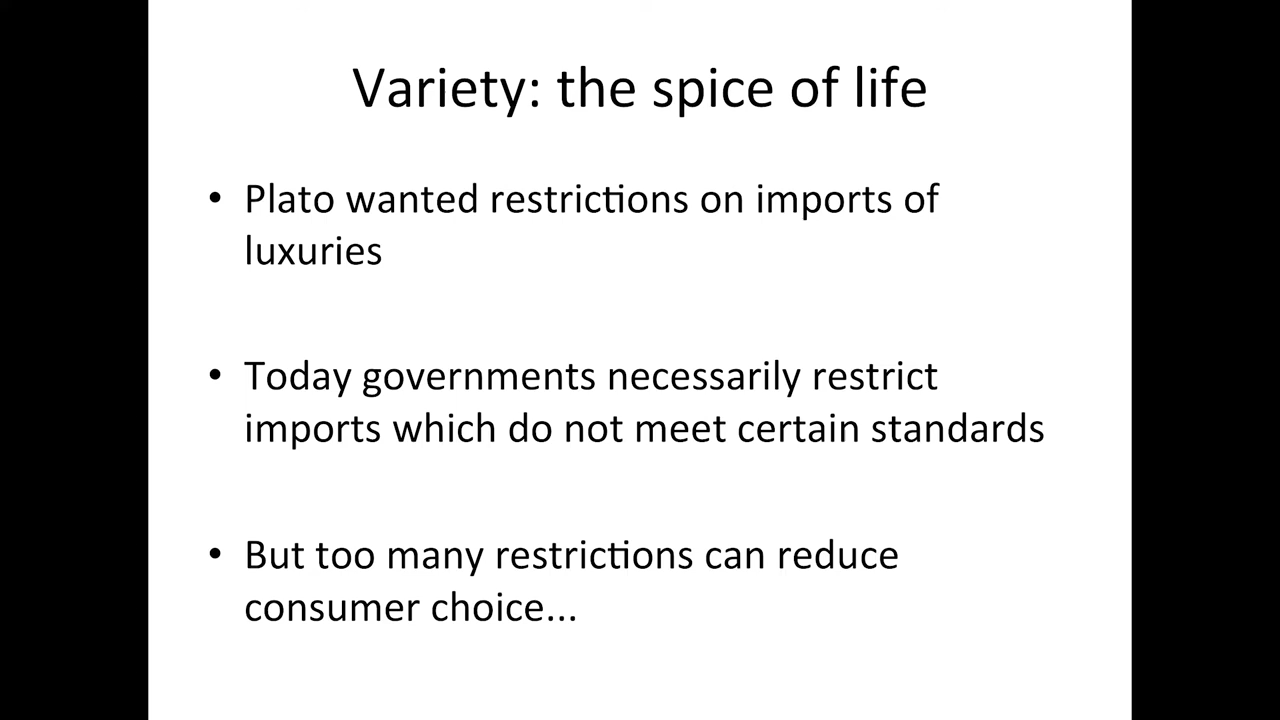 Variety: the spice of life
• Plato wanted restrictions on imports of
luxuries
• Today governments necessarily restrict
imports which do not meet certain standards
• But too many restrictions can reduce
consumer choice...